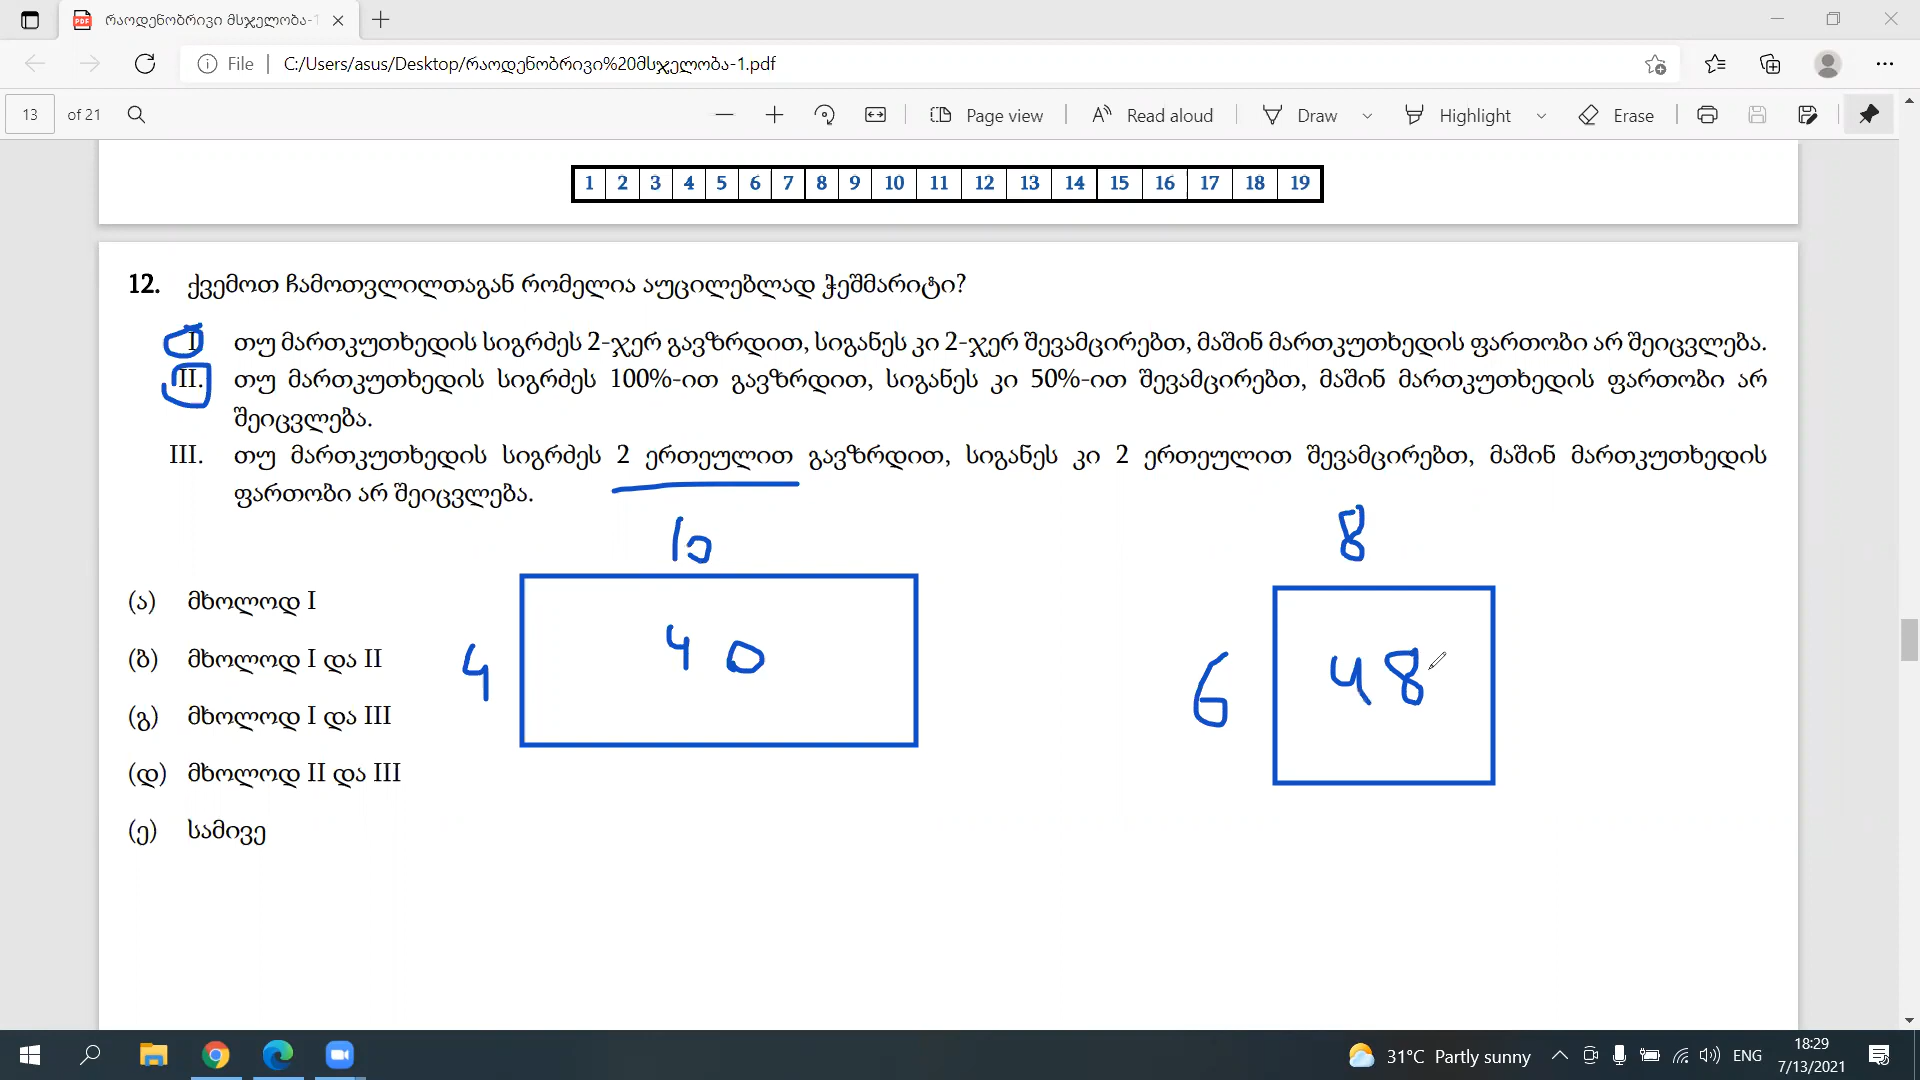 რაოდენობრივი მსჯელობა-1
File
C:/Users/asus/Desktop/რაოდენობრივი%20მსჯელობა-1.pdf
13 of 21
Page view
Read aloud
Draw
Highlight
Erase
1 2 3 4 5 6 7 8 9 10 11 12 13 14 15 16 17 18 19
12. ქვემოთ ჩამოთვლილთაგან რომელია აუცილებლად ჭეშმარიტი?
I თუ მართკუთხედის სიგრძეს 2-ჯერ გავზრდით, სიგანეს კი 2-ჯერ შევამცირებთ, მაშინ მართკუთხედის ფართობი არ შეიცვლება.
II. თუ მართკუთხედის სიგრძეს 100%-ით გავზრდით, სიგანეს კი 50%-ით შევამცირებთ, მაშინ მართკუთხედის ფართობი არ
შეიცვლება.
III. თუ მართკუთხედის სიგრძეს 2 ერთეულით გავზრდით, სიგანეს კი 2 ერთეულით შევამცირებთ, მაშინ მართკუთხედის
ფართობი არ შეიცვლება.
10
8
4
40
6
48
(ა) მხოლოდ I
(ბ) მხოლოდ I და II
(გ) მხოლოდ I და III
(დ) მხოლოდ II და III
(ე) სამივე
31°C Partly sunny
ENG
18:29
7/13/2021